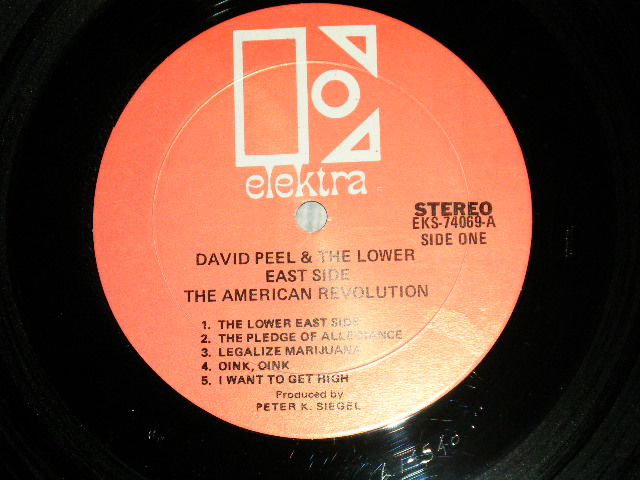 elektra
STEREO
EKS-74069-A
SIDE ONE
DAVID PEEL & THE LOWER
EAST SIDE
THE AMERICAN REVOLUTION
1. THE LOWER EAST SIDE
2. THE PLEDGE OF ALLEGIANCE
3. LEGALIZE MARIJUANA
4. OINK, OINK
5. I WANT TO GET HIGH
Produced by
PETER K. SIEGEL